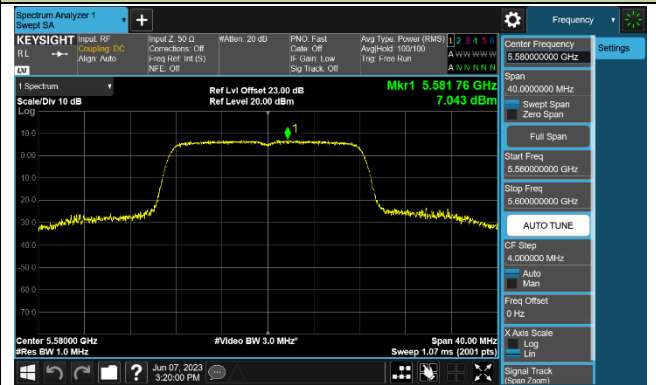 Spectrum Analyzer 1
Swept SA
Frequency
KEYSIGHT
RL
LXI
Input: RF
Coupling: DC
Align: Auto
Input Z: 50 Ω
Corrections: Off
Freq Ref: Int (S)
NFE: Off
#Atten: 20 dB
PNO: Fast
Gate: Off
IF Gain: Low
Sig Track: Off
Avg Type: Power (RMS)
Avg|Hold: 100/100
Trig: Free Run
1 2 3 4 5 6
A W W W W W
A N N N N N
1 Spectrum
Scale/Div 10 dB
Ref Lvl Offset 23.00 dB
Ref Level 20.00 dBm
Mkr1 5.581 76 GHz
7.043 dBm
Log
1
10.0
0.00
-10.0
-20.0
-30.0
-40.0
-50.0
-60.0
-70.0
Center 5.58000 GHz
#Res BW 1.0 MHz
#Video BW 3.0 MHz*
Span 40.00 MHz
Sweep 1.07 ms (2001 pts)
Jun 07, 2023
3:20:00 PM
Center Frequency
5.580000000 GHz
Settings
Span
40.0000000 MHz
Swept Span
Zero Span
Full Span
Start Freq
5.560000000 GHz
Stop Freq
5.600000000 GHz
AUTO TUNE
CF Step
4.000000 MHz
Auto
Man
Freq Offset
0 Hz
X Axis Scale
Log
Lin
Signal Track
(Span Zoom)